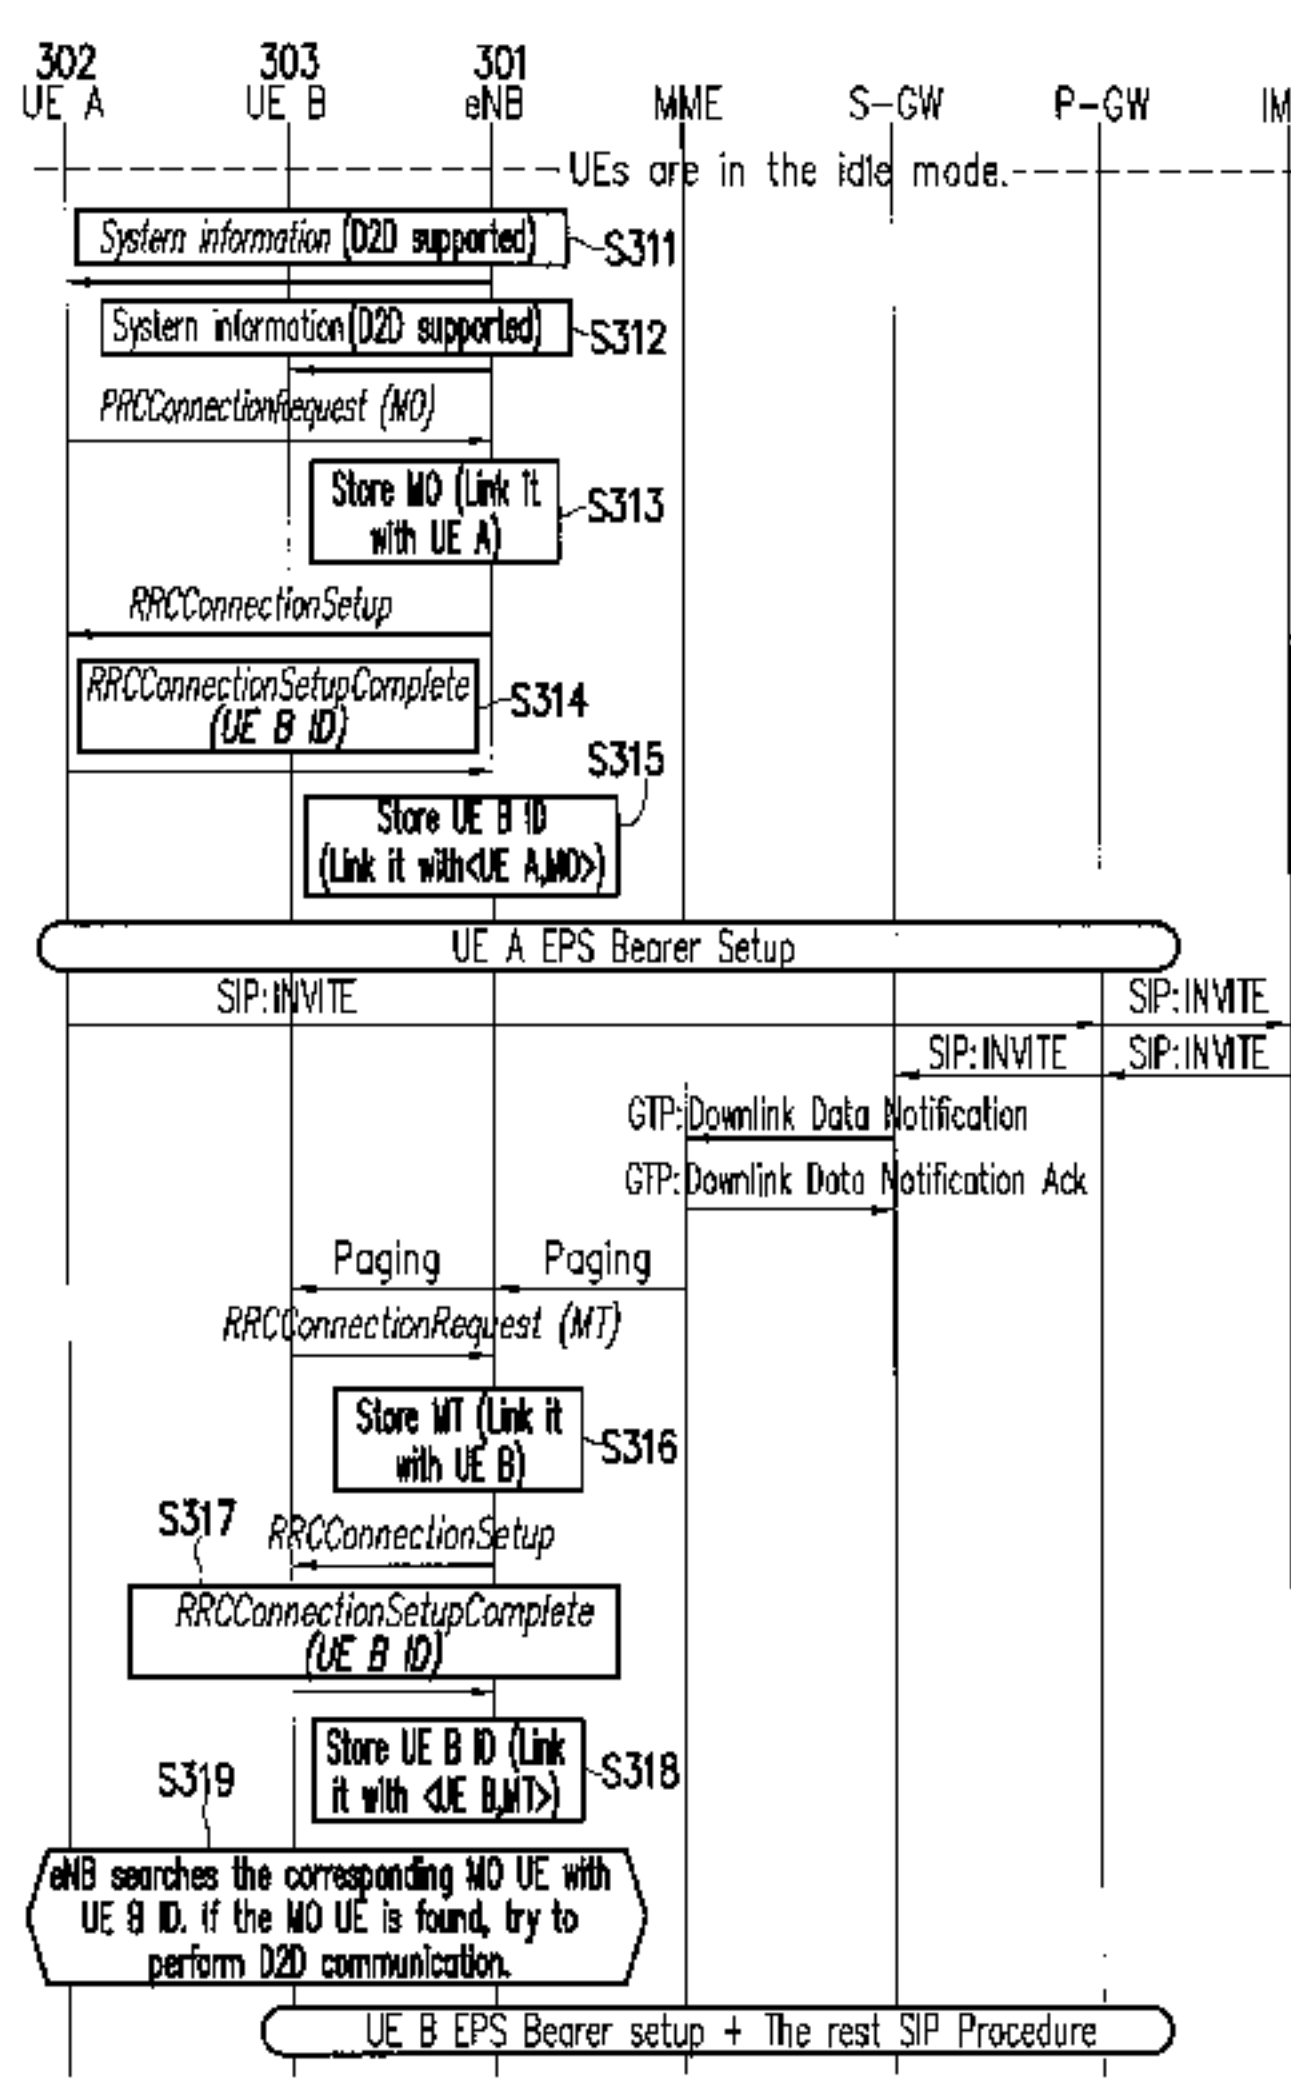 302 303 301
UE A UE B eNB MME S-GW P-GW IM
UEs are in the idle mode.
System information (D2D supported)
S311
System information(D2D supported)
S312
PRCConnectionRequest (MO)
Store MO (Link it
with UE A)
S313
RRCConnectionSetup
RRCConnectionSetupComplete
(UE B ID)
S314
S315
Store UE B ID
(Link it with<UE A,MO>)
UE A EPS Bearer Setup
SIP:INVITE SIP:INVITE
SIP:INVITE SIP:INVITE
GTP:Downlink Data Notification
GTP:Downlink Data Notification Ack
Paging Paging
RRCConnectionRequest (MT)
Store MT (Link it
with UE B)
S316
S317 RRCConnectionSetup
RRCConnectionSetupComplete
(UE B ID)
Store UE B ID (Link
it with <UE B,MT>)
S318
S319
eNB searches the corresponding MO UE with
UE B ID. if the MO UE is found, try to
perform D2D communication.
UE B EPS Bearer setup + The rest SIP Procedure